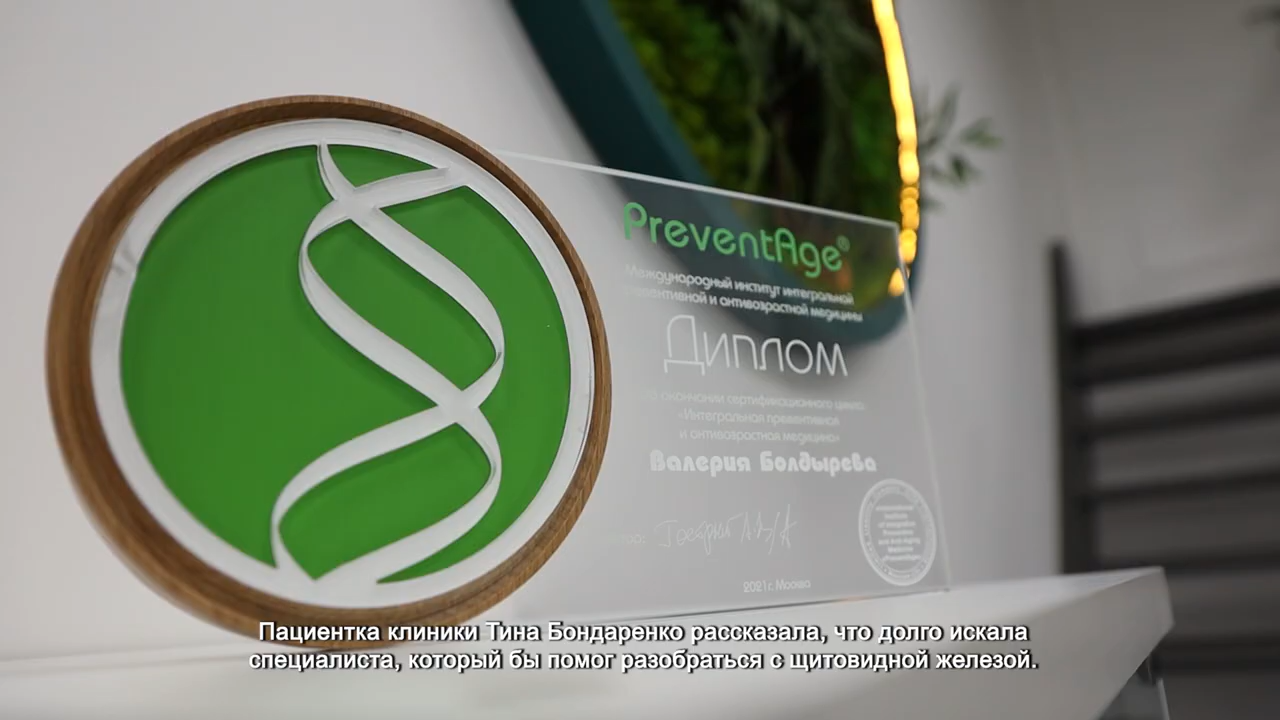 PreventAge®
Международный институт интегральной
превентивной и антивозрастной медицины
Диплом
об окончании сертификационного цикла
«Интегральная превентивная
и антивозрастная медицина»
Валерия Болдырева
2021г. Москва
Пациентка клиники Тина Бондаренко рассказала, что долго искала
специалиста, который бы помог разобраться с щитовидной железой.